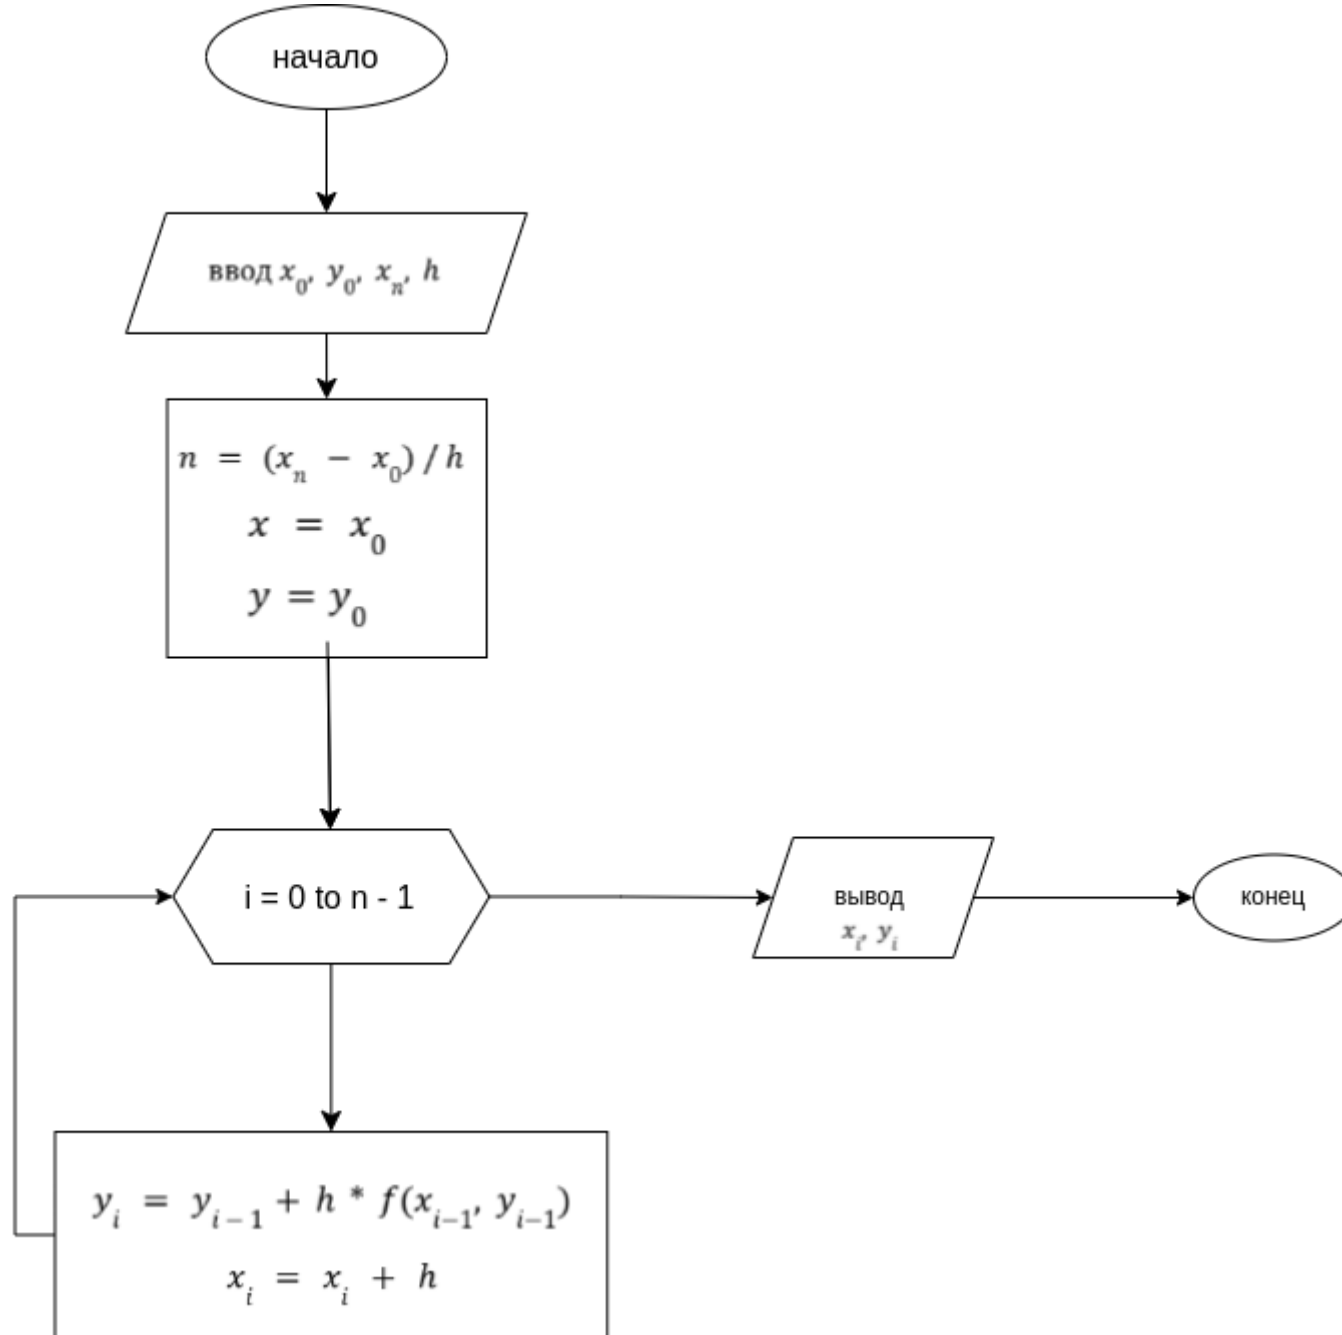 начало
ввод x₀, y₀, xₙ, h
n = (xₙ − x₀) / h
x = x₀
y = y₀
i = 0 to n - 1
вывод
xᵢ, yᵢ
конец
yᵢ = yᵢ₋₁ + h * f(xᵢ₋₁, yᵢ₋₁)
xᵢ = xᵢ + h